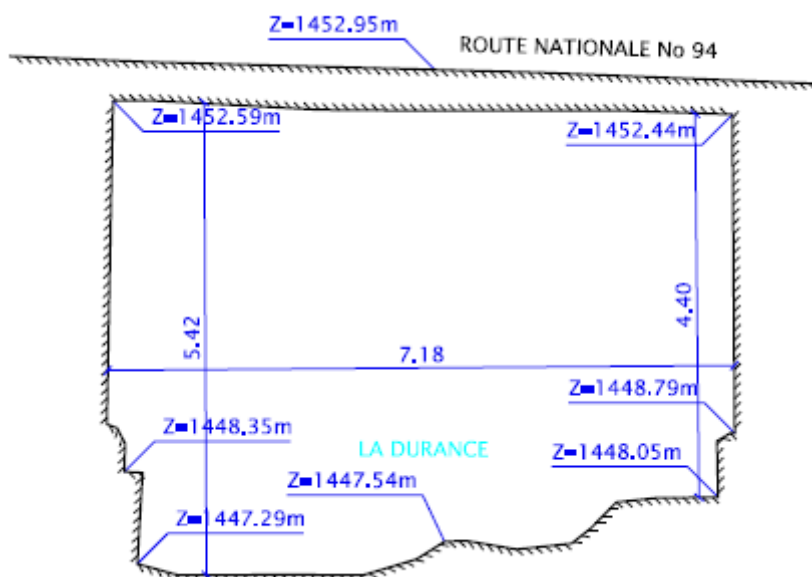 Z=1452.95m
ROUTE NATIONALE No 94
Z=1452.59m
Z=1452.44m
5.42
4.40
7.18
Z=1448.79m
Z=1448.35m
LA DURANCE
Z=1448.05m
Z=1447.54m
Z=1447.29m